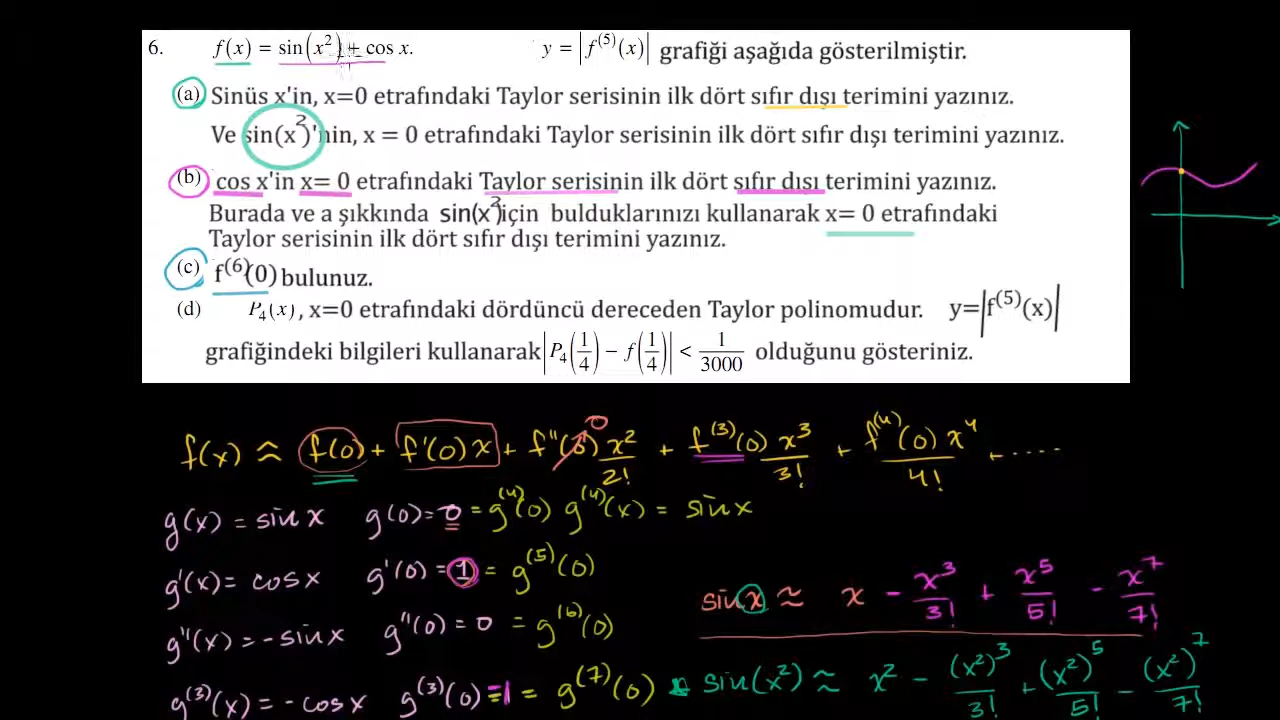 6. f(x) = sin(x²) + cos x. y = |f⁽⁵⁾(x)| grafiği aşağıda gösterilmiştir.
(a) Sinüs x'in, x=0 etrafındaki Taylor serisinin ilk dört sıfır dışı terimini yazınız.
Ve sin(x²)'nin, x = 0 etrafındaki Taylor serisinin ilk dört sıfır dışı terimini yazınız.
(b) cos x'in x= 0 etrafındaki Taylor serisinin ilk dört sıfır dışı terimini yazınız.
Burada ve a şıkkında sin(x²)için bulduklarınızı kullanarak x= 0 etrafındaki
Taylor serisinin ilk dört sıfır dışı terimini yazınız.
(c) f⁽⁶⁾(0) bulunuz.
(d) P₄(x), x=0 etrafındaki dördüncü dereceden Taylor polinomudur. y=|f⁽⁵⁾(x)|
grafiğindeki bilgileri kullanarak |P₄(1/4) − f(1/4)| < 1/3000 olduğunu gösteriniz.
f(x) ≈ f(0) + f'(0)x + f''(0) x²/2! + f⁽³⁾(0) x³/3! + f⁽⁴⁾(0) x⁴/4! + ....
g(x) = sin x g(0) = 0 = g⁽⁴⁾(0) g⁽⁴⁾(x) = sin x
g'(x) = cos x g'(0) = 1 = g⁽⁵⁾(0)
sin x ≈ x − x³/3! + x⁵/5! − x⁷/7!
g''(x) = -sin x g''(0) = 0 = g⁽⁶⁾(0)
g⁽³⁾(x) = -cos x g⁽³⁾(0) = -1 = g⁽⁷⁾(0)
sin(x²) ≈ x² − (x²)³/3! + (x²)⁵/5! − (x²)⁷/7!